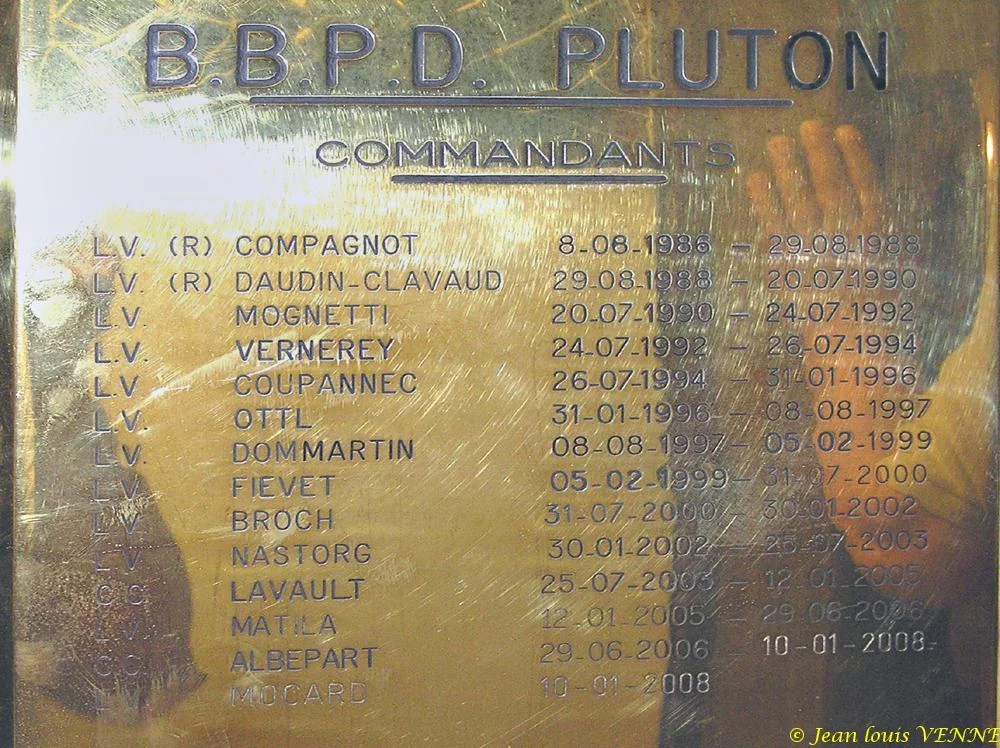 B.B.P.D. PLUTON
COMMANDANTS
L.V. (R) COMPAGNOT 8-08-1986 – 29-08-1988
L.V. (R) DAUDIN-CLAVAUD 29-08-1988 – 20-07-1990
L.V. MOGNETTI 20-07-1990 – 24-07-1992
L.V. VERNEREY 24-07-1992 – 26-07-1994
L.V COUPANNEC 26-07-1994 – 31-01-1996
L.V. OTTL 31-01-1996 – 08-08-1997
L.V. DOMMARTIN 08-08-1997 – 05-02-1999
L.V. FIEVET 05-02-1999 – 31-07-2000
L.V BROCH 31-07-2000 – 30-01-2002
L.V NASTORG 30-01-2002 – 25-07-2003
C C LAVAULT 25-07-2003 – 12-01-2005
L.V. MATILA 12-01-2005 – 29-06-2006
C.C. ALBEPART 29-06-2006 – 10-01-2008
L.V. MOCARD 10-01-2008
© Jean louis VENNE